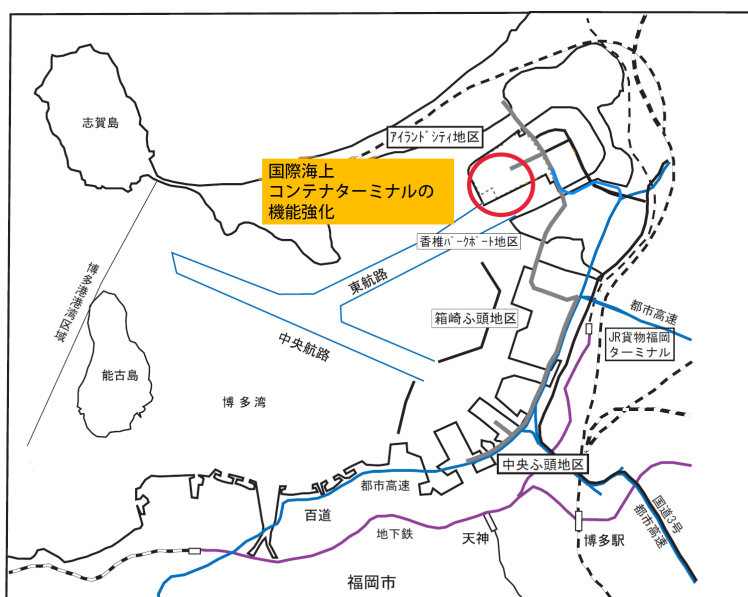 志賀島
アイランドシティ地区
国際海上
コンテナターミナルの
機能強化
香椎パークポート地区
東航路
博多港港湾区域
中央航路
箱崎ふ頭地区
都市高速
JR貨物福岡
ターミナル
能古島
博多湾
中央ふ頭地区
都市高速
百道
地下鉄
天神
博多駅
国道3号
都市高速
福岡市